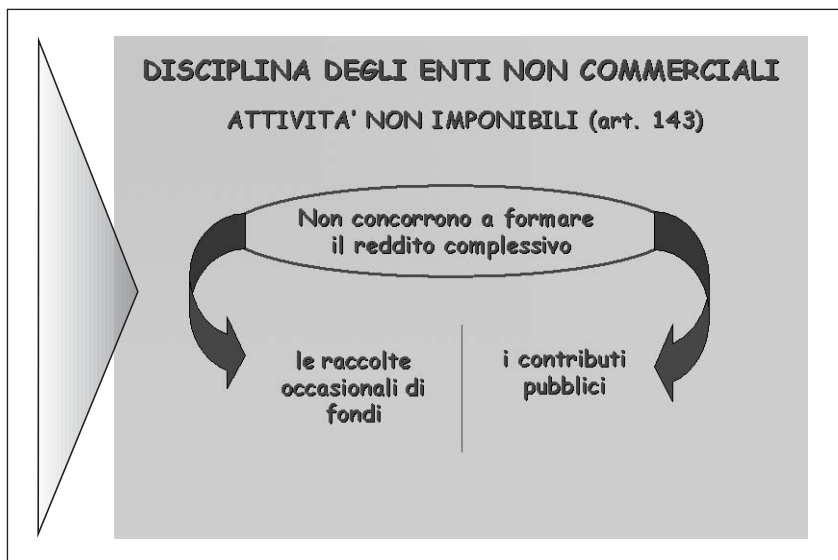 DISCIPLINA DEGLI ENTI NON COMMERCIALI
ATTIVITA' NON IMPONIBILI (art. 143)
Non concorrono a formare
il reddito complessivo
le raccolte
occasionali di
fondi
i contributi
pubblici